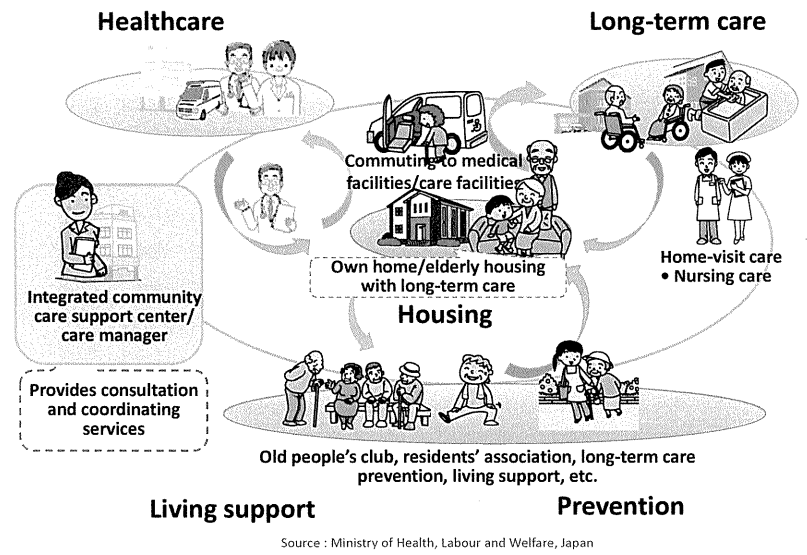 Healthcare
Long-term care
Commuting to medical
facilities/care facilities
Own home/elderly housing
with long-term care
Housing
Home-visit care
• Nursing care
Integrated community
care support center/
care manager
Provides consultation
and coordinating
services
Old people's club, residents' association, long-term care
prevention, living support, etc.
Living support
Prevention
Source : Ministry of Health, Labour and Welfare, Japan